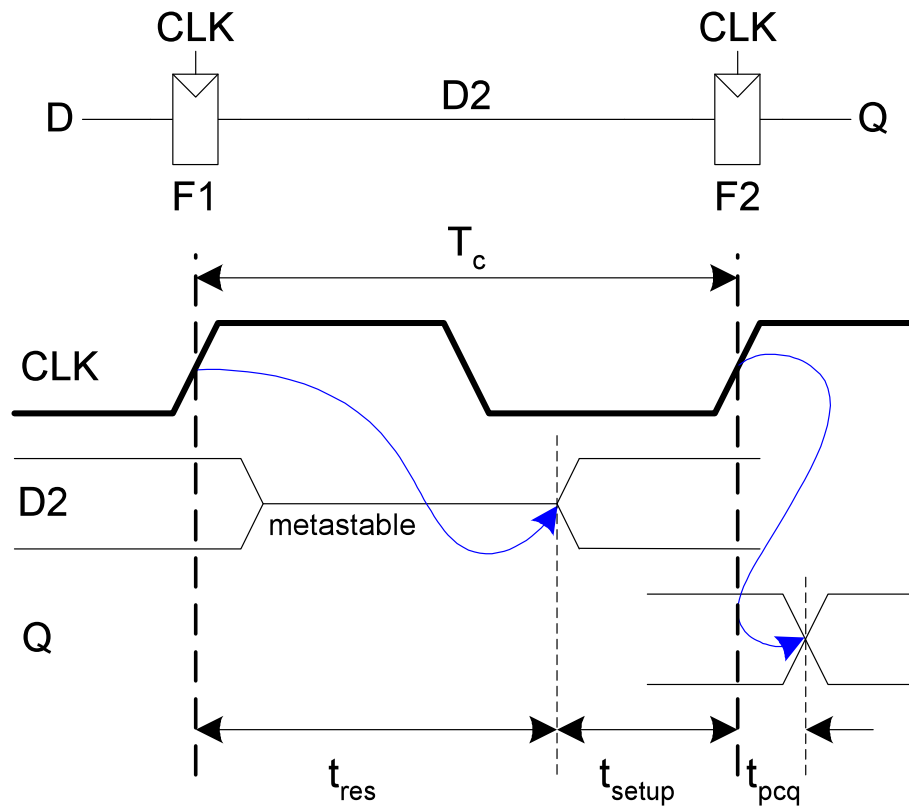 CLK CLK
D D2 Q
F1 F2
Tc
CLK
D2
metastable
Q
tres tsetup tpcq